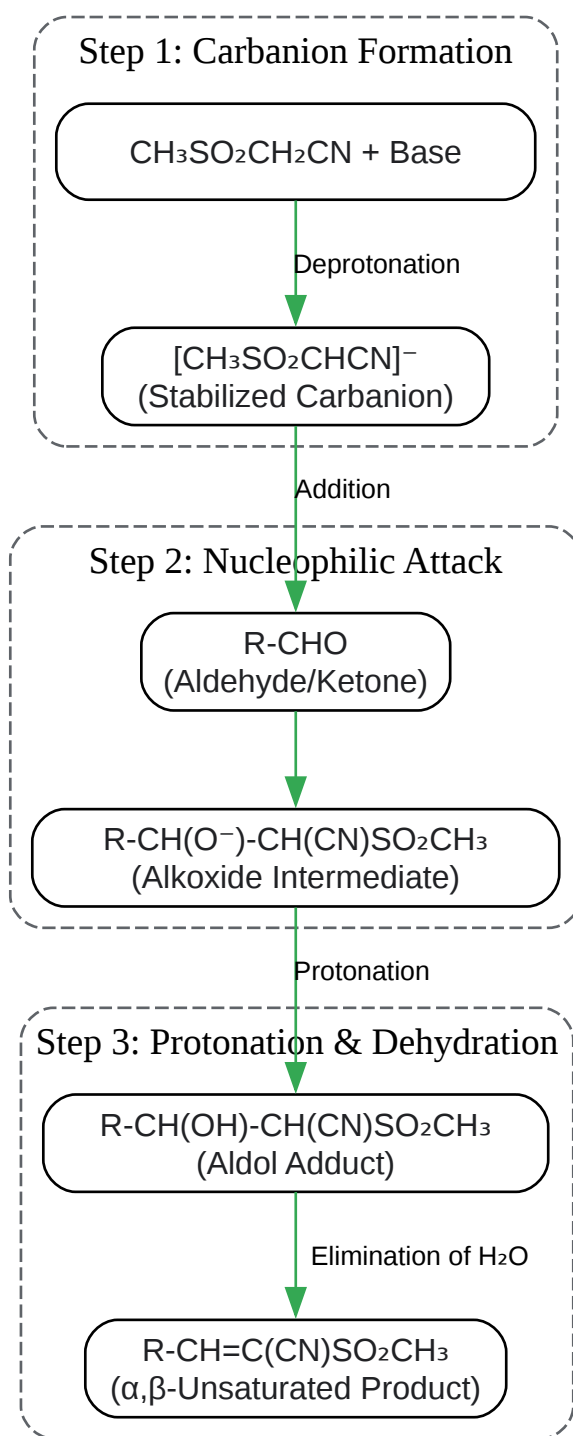 Step 1: Carbanion Formation
CH₃SO₂CH₂CN + Base
Deprotonation
[CH₃SO₂CHCN]⁻
(Stabilized Carbanion)
Addition
Step 2: Nucleophilic Attack
R-CHO
(Aldehyde/Ketone)
R-CH(O⁻)-CH(CN)SO₂CH₃
(Alkoxide Intermediate)
Protonation
Step 3: Protonation & Dehydration
R-CH(OH)-CH(CN)SO₂CH₃
(Aldol Adduct)
Elimination of H₂O
R-CH=C(CN)SO₂CH₃
(α,β-Unsaturated Product)